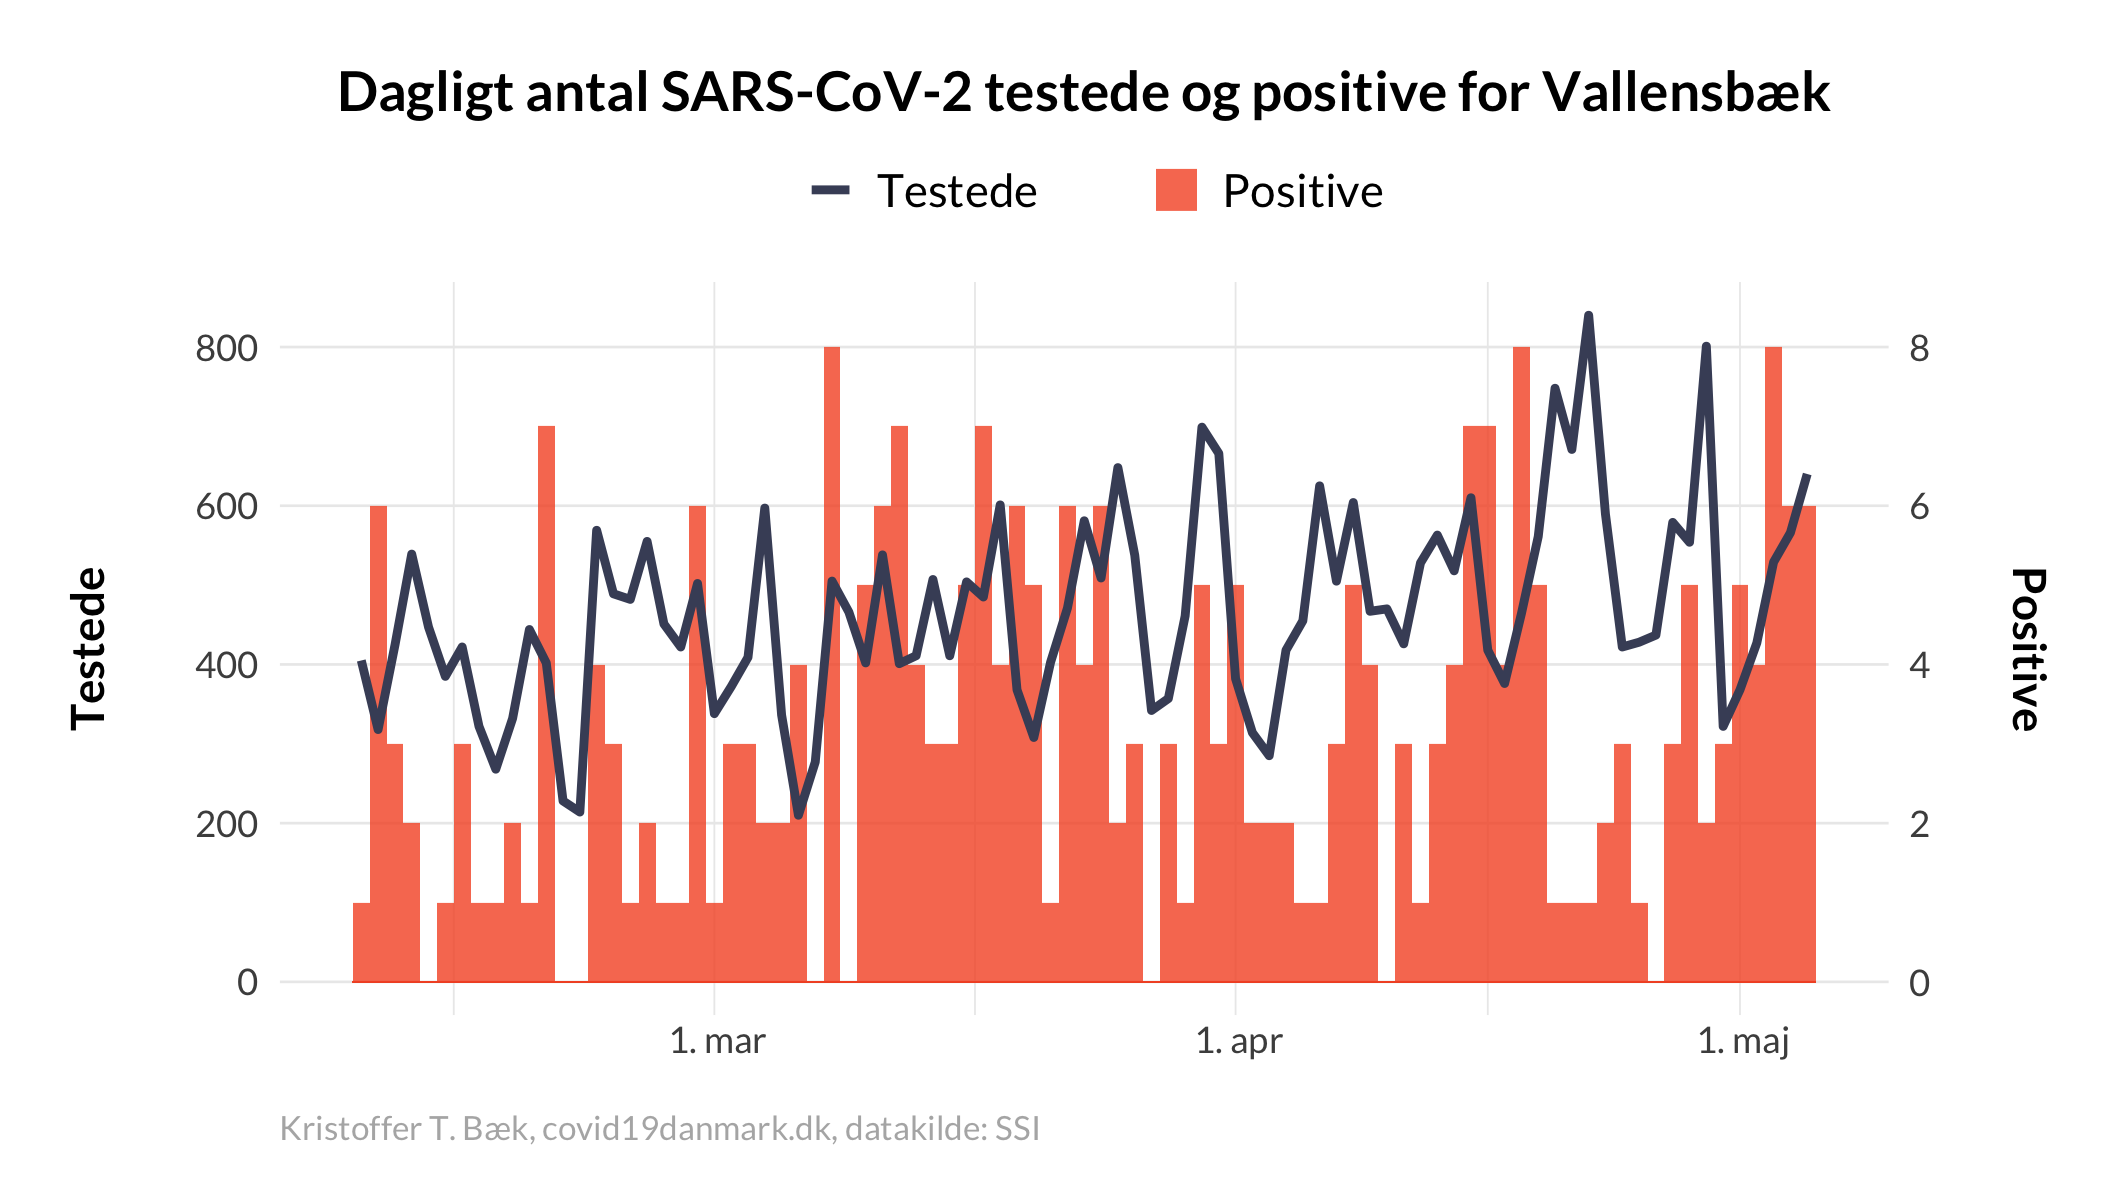 Dagligt antal SARS-CoV-2 testede og positive for Vallensbæk
Testede
Positive
800
600
400
200
0
Testede
8
6
4
2
0
Positive
1. mar
1. apr
1. maj
Kristoffer T. Bæk, covid19danmark.dk, datakilde: SSI